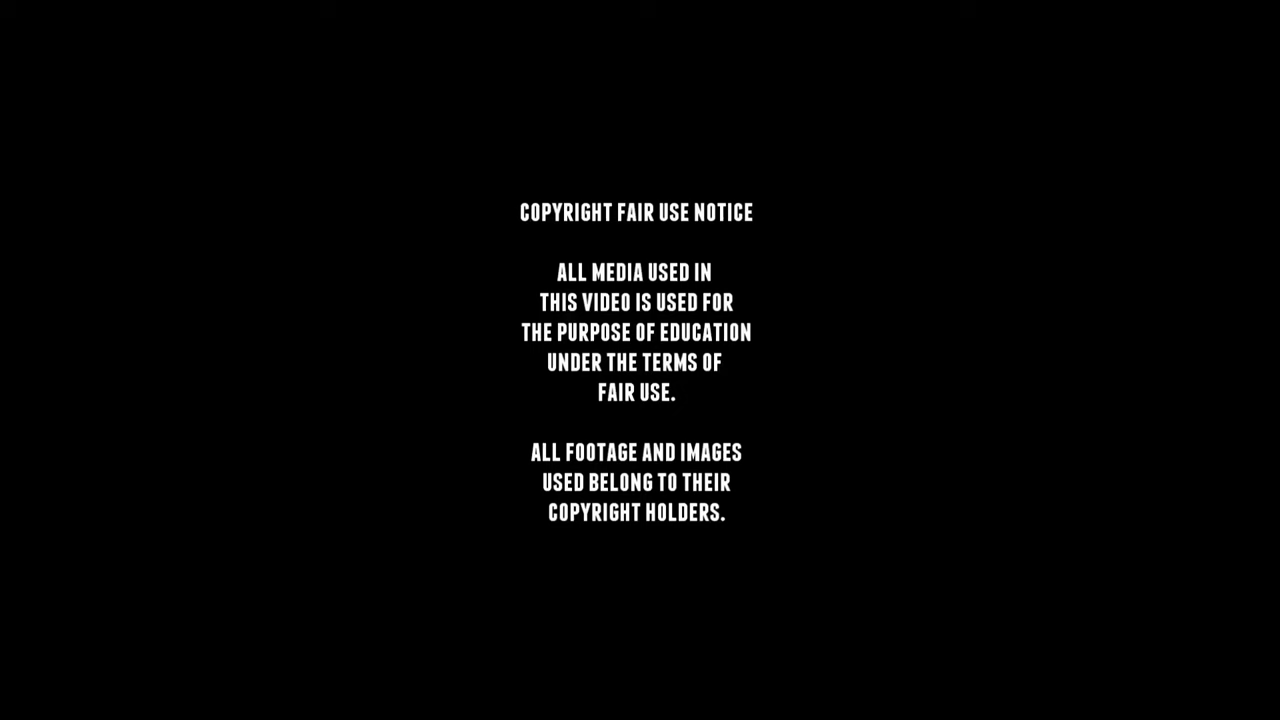 COPYRIGHT FAIR USE NOTICE
ALL MEDIA USED IN
THIS VIDEO IS USED FOR
THE PURPOSE OF EDUCATION
UNDER THE TERMS OF
FAIR USE.
ALL FOOTAGE AND IMAGES
USED BELONG TO THEIR
COPYRIGHT HOLDERS.